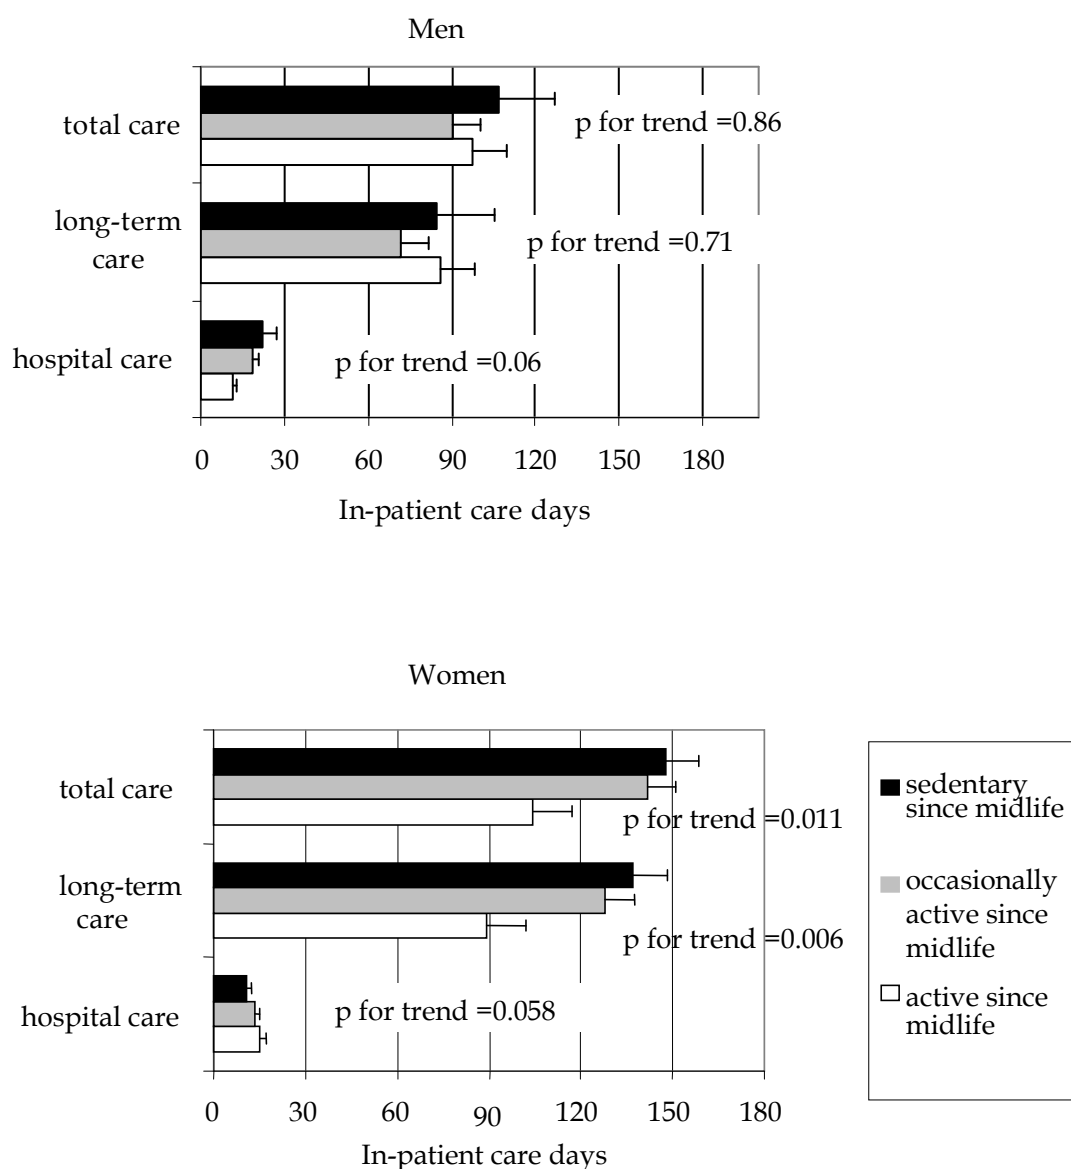 Men
total care
p for trend =0.86
long-term
care
p for trend =0.71
hospital care
p for trend =0.06
0 30 60 90 120 150 180
In-patient care days
Women
total care
p for trend =0.011
long-term
care
p for trend =0.006
hospital care
p for trend =0.058
0 30 60 90 120 150 180
In-patient care days
sedentary
since midlife
occasionally
active since
midlife
active since
midlife